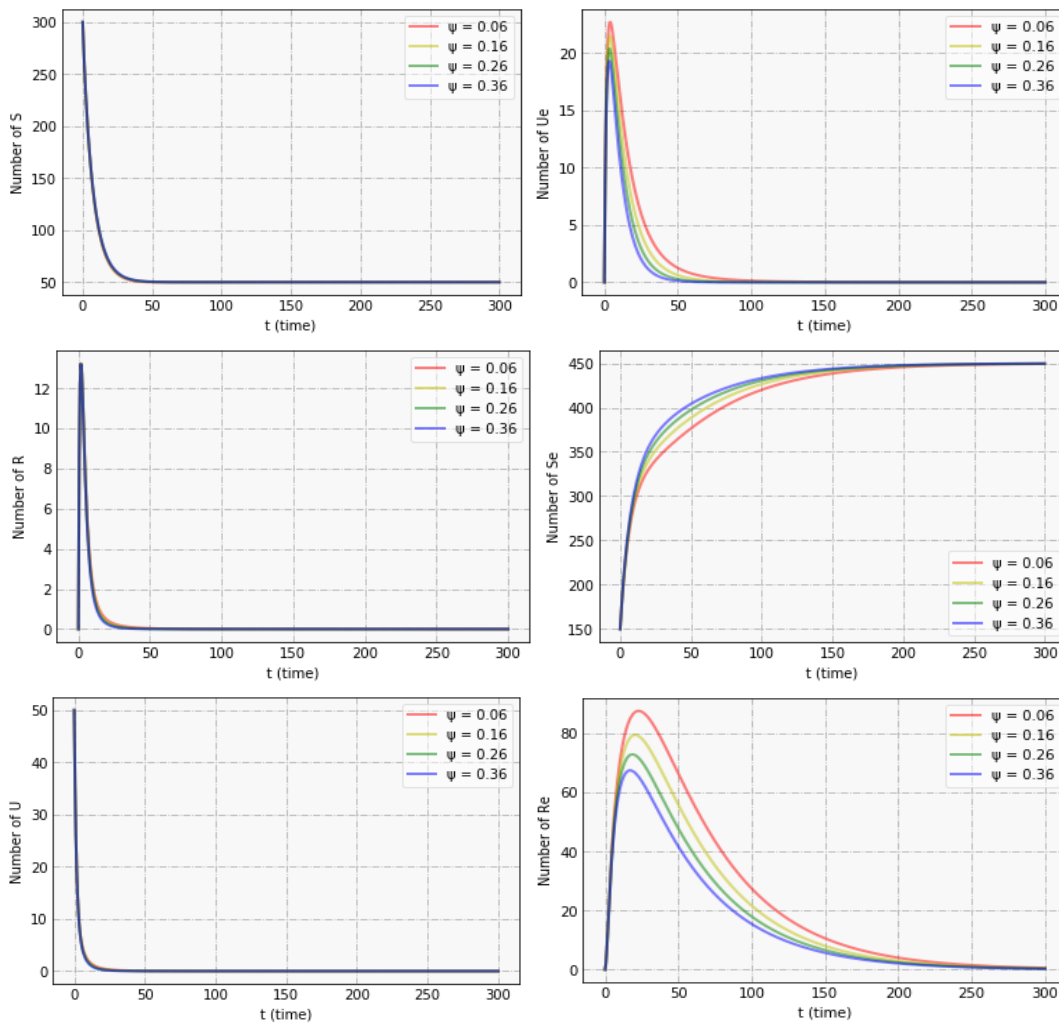 Number of S
300
250
200
150
100
50
0 50 100 150 200 250 300
t (time)
ψ = 0.06
ψ = 0.16
ψ = 0.26
ψ = 0.36
Number of Ue
20
15
10
5
0
0 50 100 150 200 250 300
t (time)
ψ = 0.06
ψ = 0.16
ψ = 0.26
ψ = 0.36
Number of R
12
10
8
6
4
2
0
0 50 100 150 200 250 300
t (time)
ψ = 0.06
ψ = 0.16
ψ = 0.26
ψ = 0.36
Number of Se
450
400
350
300
250
200
150
0 50 100 150 200 250 300
t (time)
ψ = 0.06
ψ = 0.16
ψ = 0.26
ψ = 0.36
Number of U
50
40
30
20
10
0
0 50 100 150 200 250 300
t (time)
ψ = 0.06
ψ = 0.16
ψ = 0.26
ψ = 0.36
Number of Re
80
60
40
20
0
0 50 100 150 200 250 300
t (time)
ψ = 0.06
ψ = 0.16
ψ = 0.26
ψ = 0.36